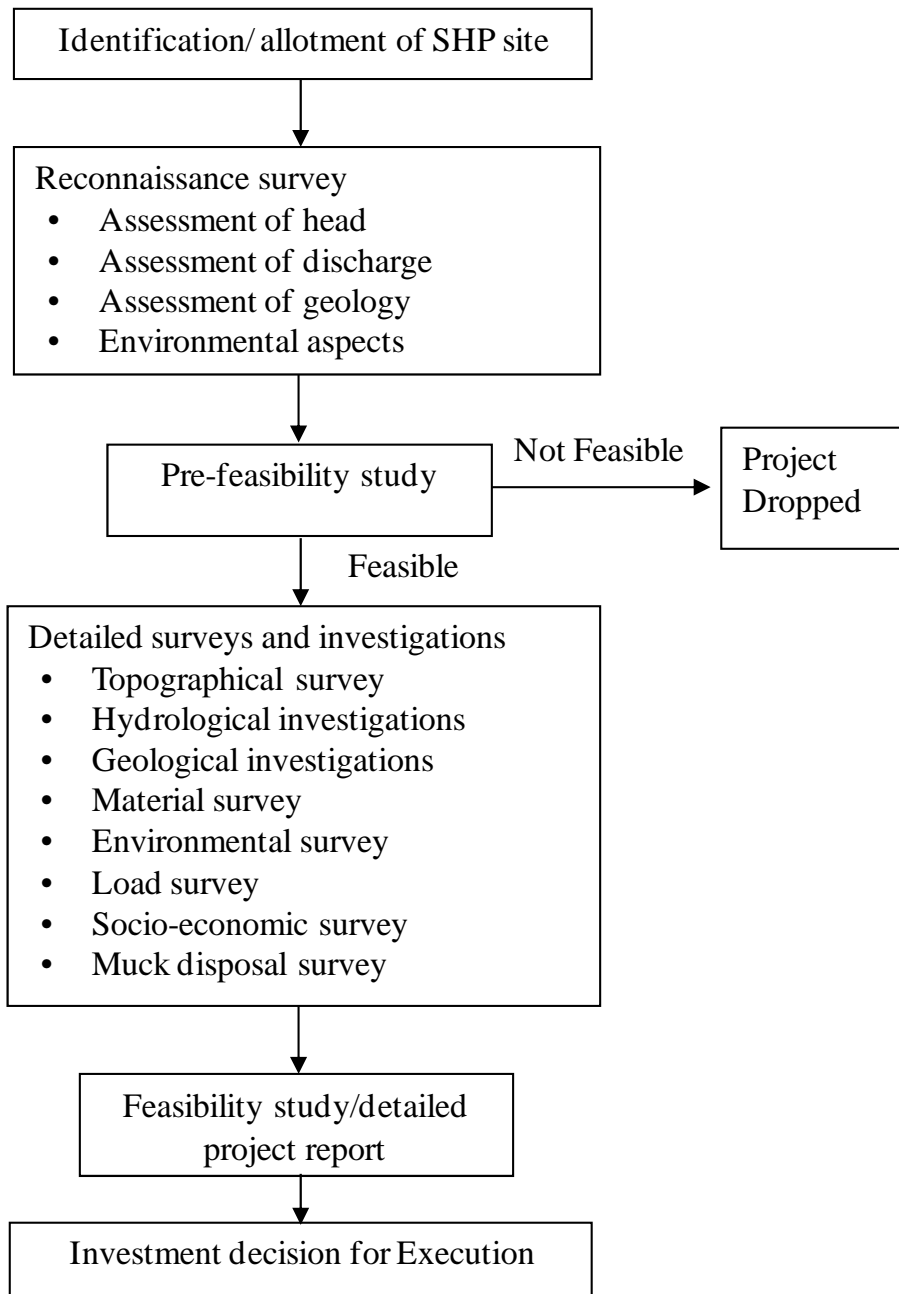 Identification/ allotment of SHP site
Reconnaissance survey
• Assessment of head
• Assessment of discharge
• Assessment of geology
• Environmental aspects
Pre-feasibility study
Not Feasible
Project
Dropped
Feasible
Detailed surveys and investigations
• Topographical survey
• Hydrological investigations
• Geological investigations
• Material survey
• Environmental survey
• Load survey
• Socio-economic survey
• Muck disposal survey
Feasibility study/detailed
project report
Investment decision for Execution